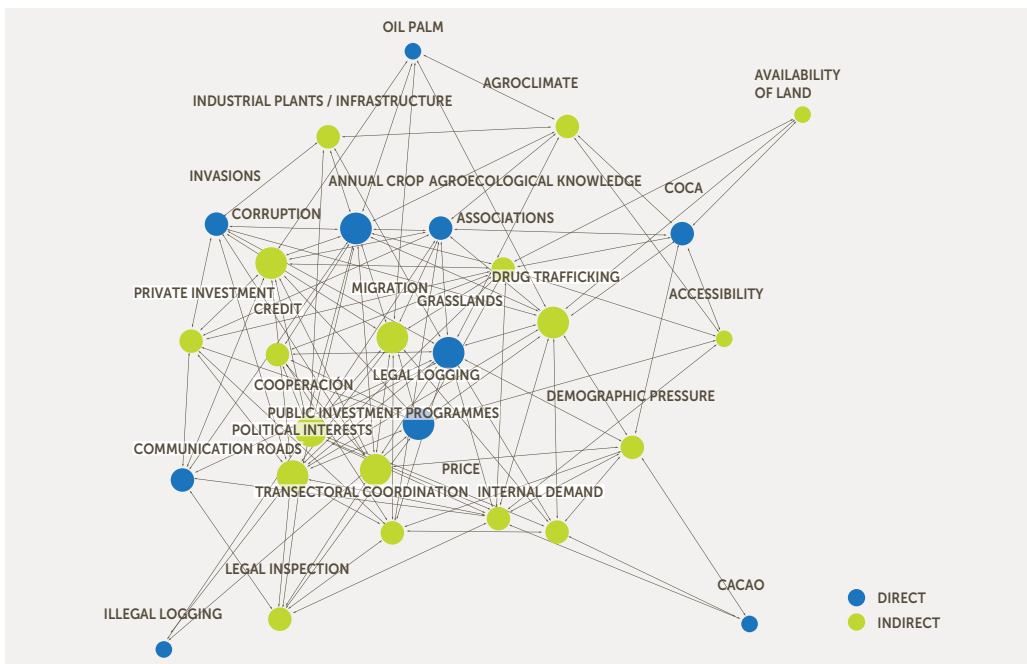 OIL PALM
AGROCLIMATE
AVAILABILITY
OF LAND
INDUSTRIAL PLANTS / INFRASTRUCTURE
INVASIONS
ANNUAL CROP
AGROECOLOGICAL KNOWLEDGE
COCA
CORRUPTION
ASSOCIATIONS
DRUG TRAFFICKING
PRIVATE INVESTMENT
MIGRATION
ACCESSIBILITY
CREDIT
GRASSLANDS
LEGAL LOGGING
COOPERACIÓN
DEMOGRAPHIC PRESSURE
PUBLIC INVESTMENT PROGRAMMES
POLITICAL INTERESTS
COMMUNICATION ROADS
PRICE
TRANSECTORAL COORDINATION
INTERNAL DEMAND
LEGAL INSPECTION
CACAO
DIRECT
ILLEGAL LOGGING
INDIRECT